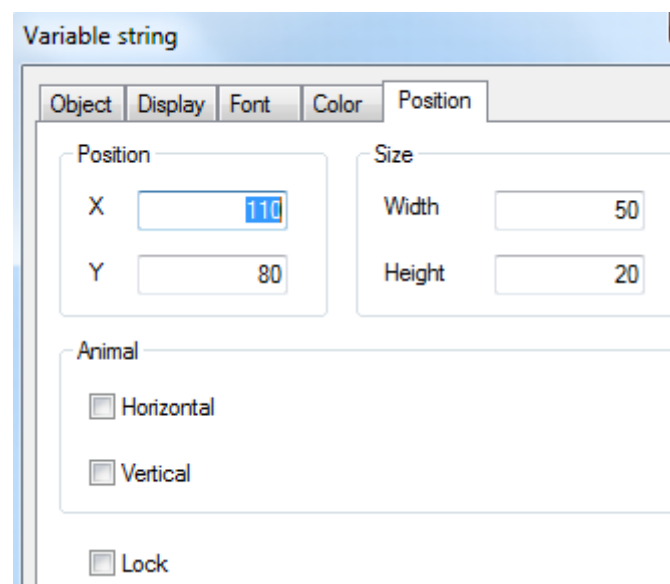 Variable string
Object Display Font Color Position
Position Size
X 110 Width 50
Y 80 Height 20
Animal
Horizontal
Vertical
Lock